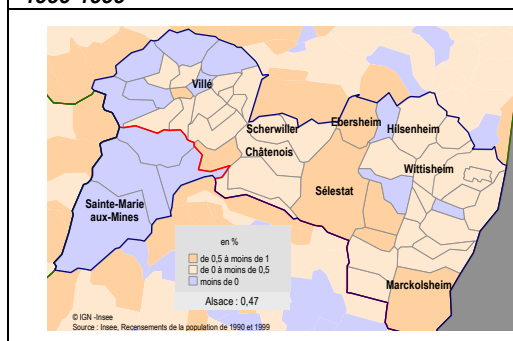 Villé
Ebersheim
Scherwiller
Hilsenheim
Châtenois
Wittisheim
Sélestat
Sainte-Marie
aux-Mines
en %
de 0,5 à moins de 1
de 0 à moins de 0,5
moins de 0
Marckolsheim
Alsace : 0,47
© IGN -Insee
Source : Insee, Recensements de la population de 1990 et 1999